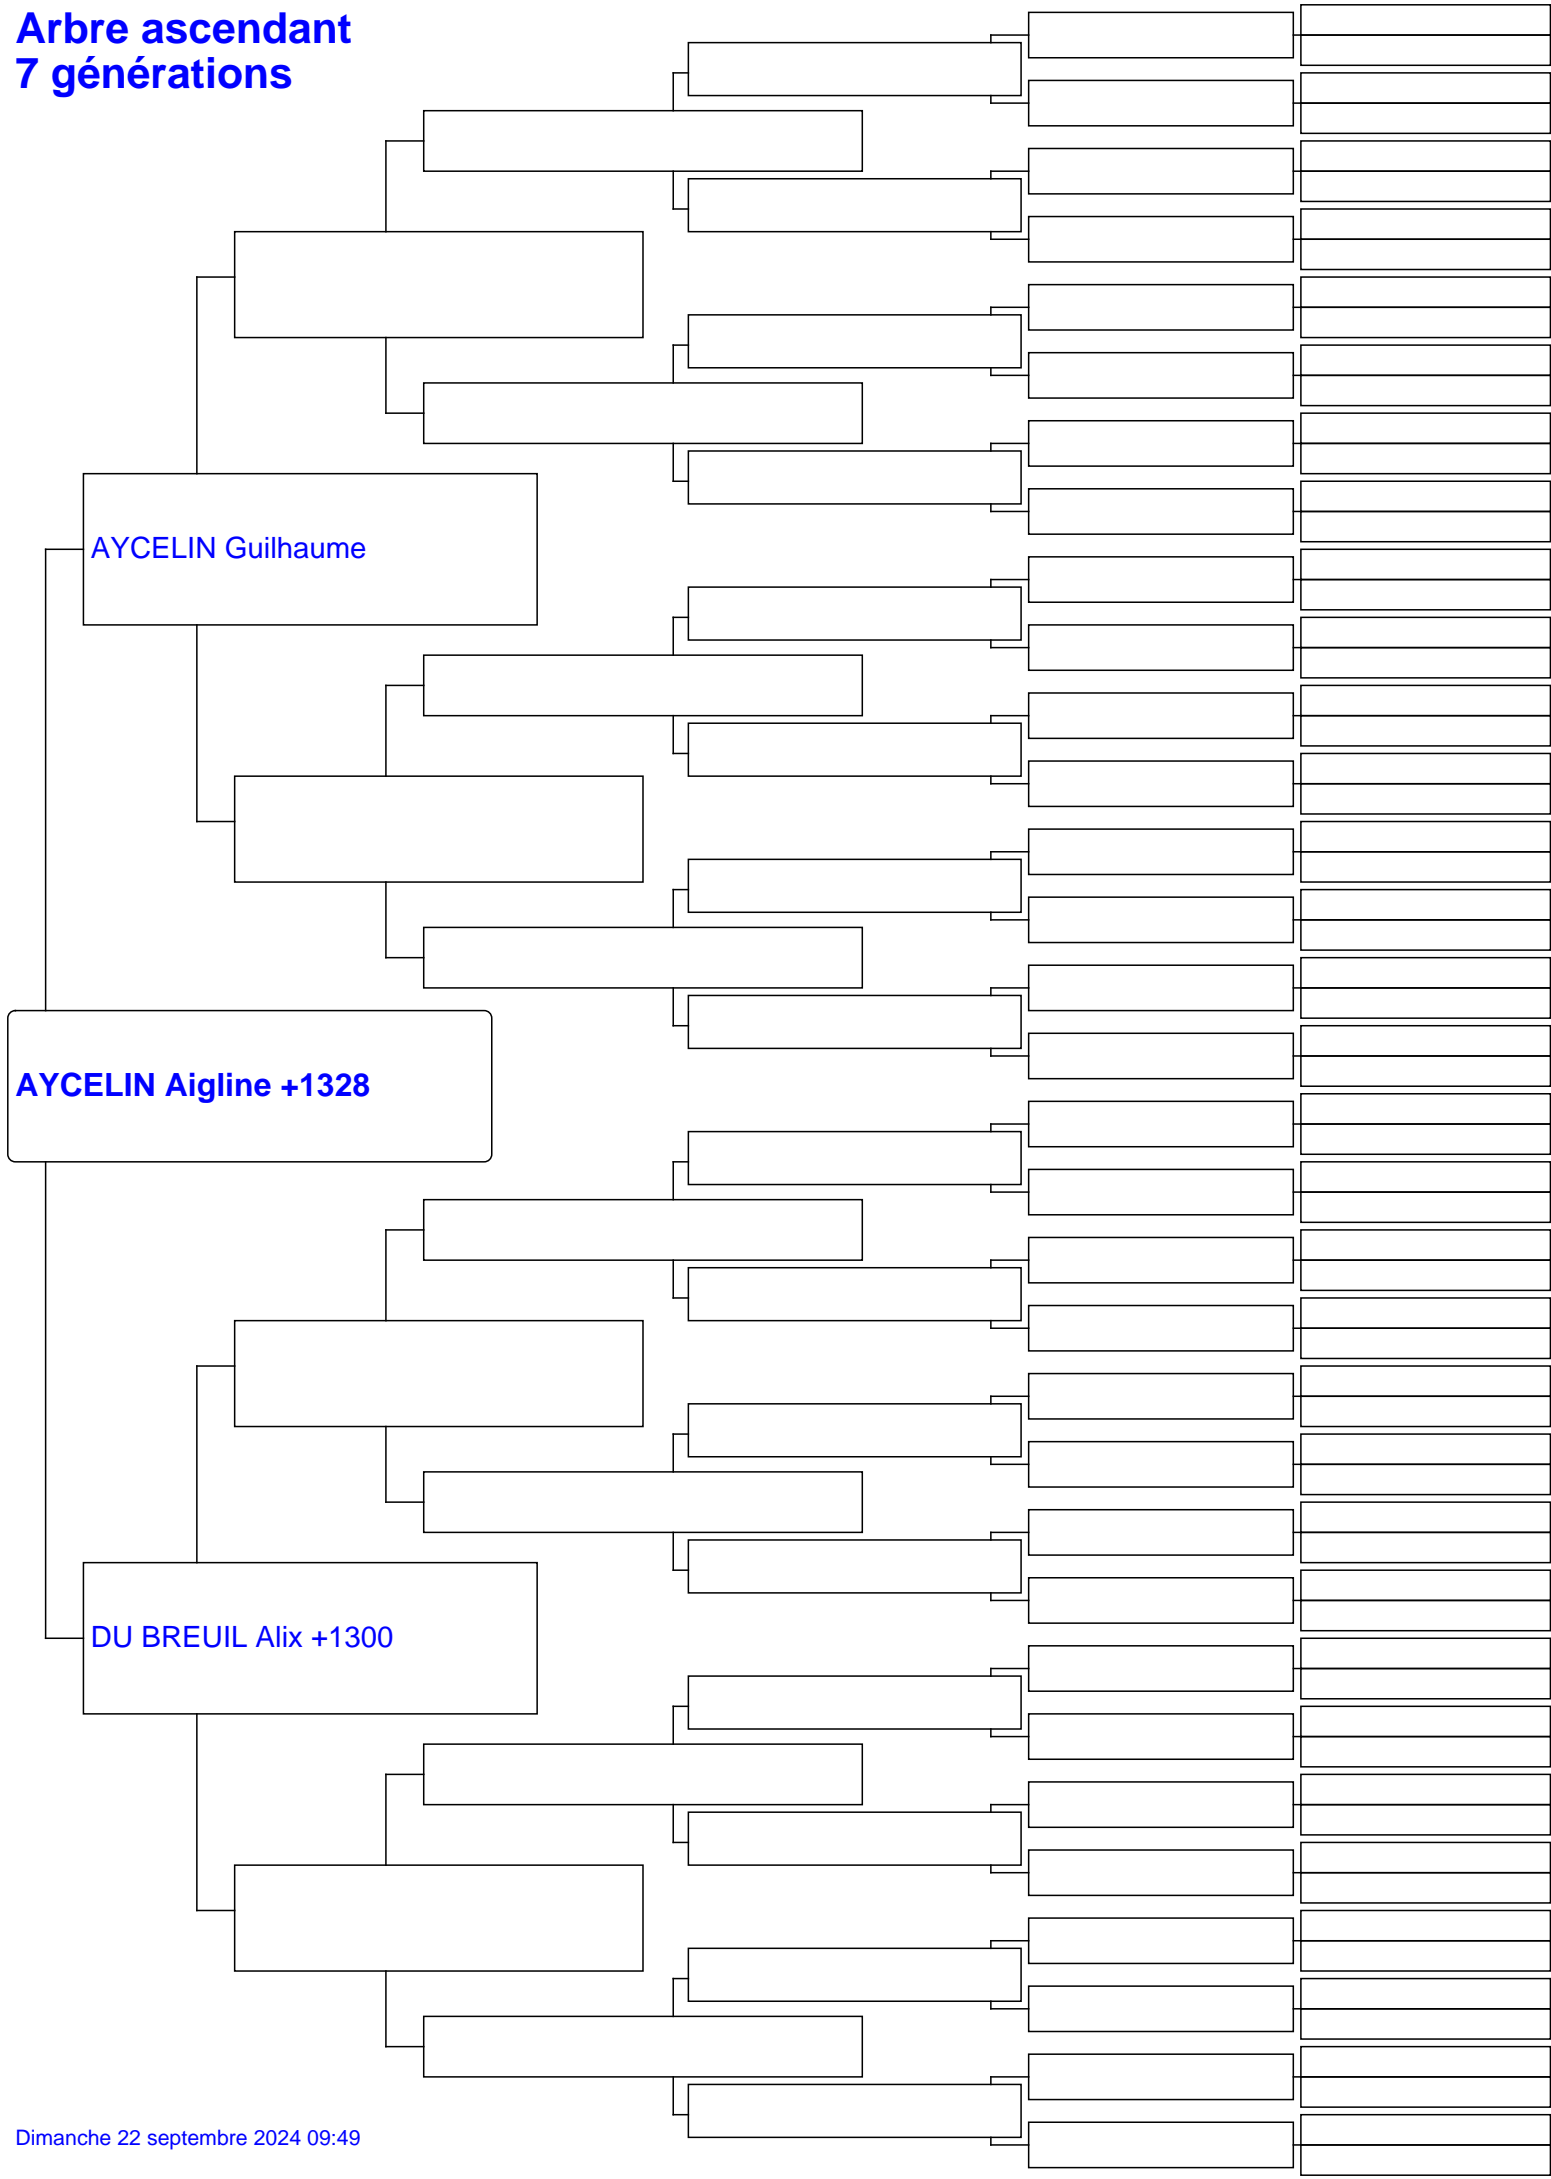 Arbre ascendant
7 générations
AYCELIN Guilhaume
AYCELIN Aigline +1328
DU BREUIL Alix +1300
Dimanche 22 septembre 2024 09:49